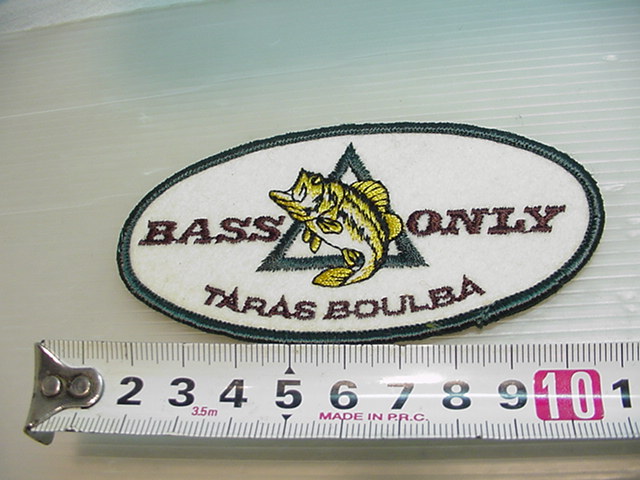 BASS ONLY
TARAS BOULBA
2 3 4 5 6 7 8 9 10 1
3.5m MADE IN P.R.C.